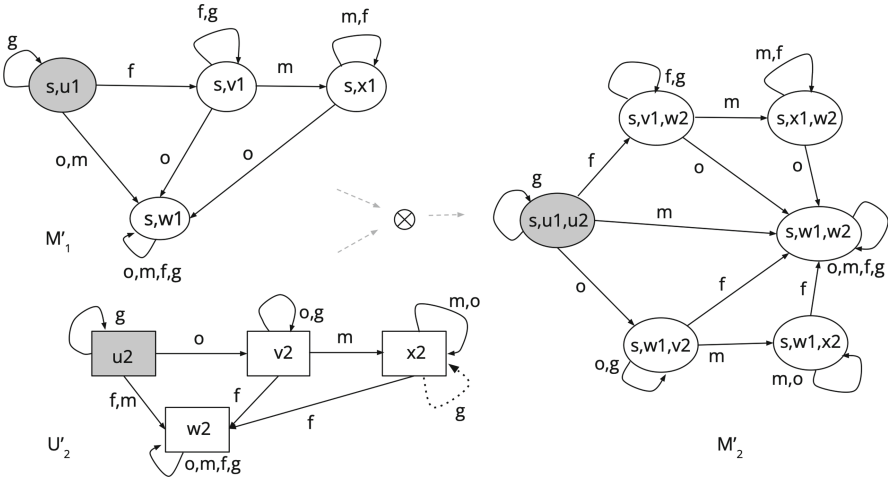 g
s,u1
f
f,g
s,v1
m
m,f
s,x1
o,m
o
o
s,w1
M′1
o,m,f,g
⊗
g
u2
o
o,g
v2
m
m,o
x2
g
f,m
f
f
w2
U′2
o,m,f,g
f,g
s,v1,w2
m
m,f
s,x1,w2
f
o
o
g
s,u1,u2
m
s,w1,w2
o,m,f,g
o
f
f
s,w1,v2
o,g
m
s,w1,x2
m,o
M′2